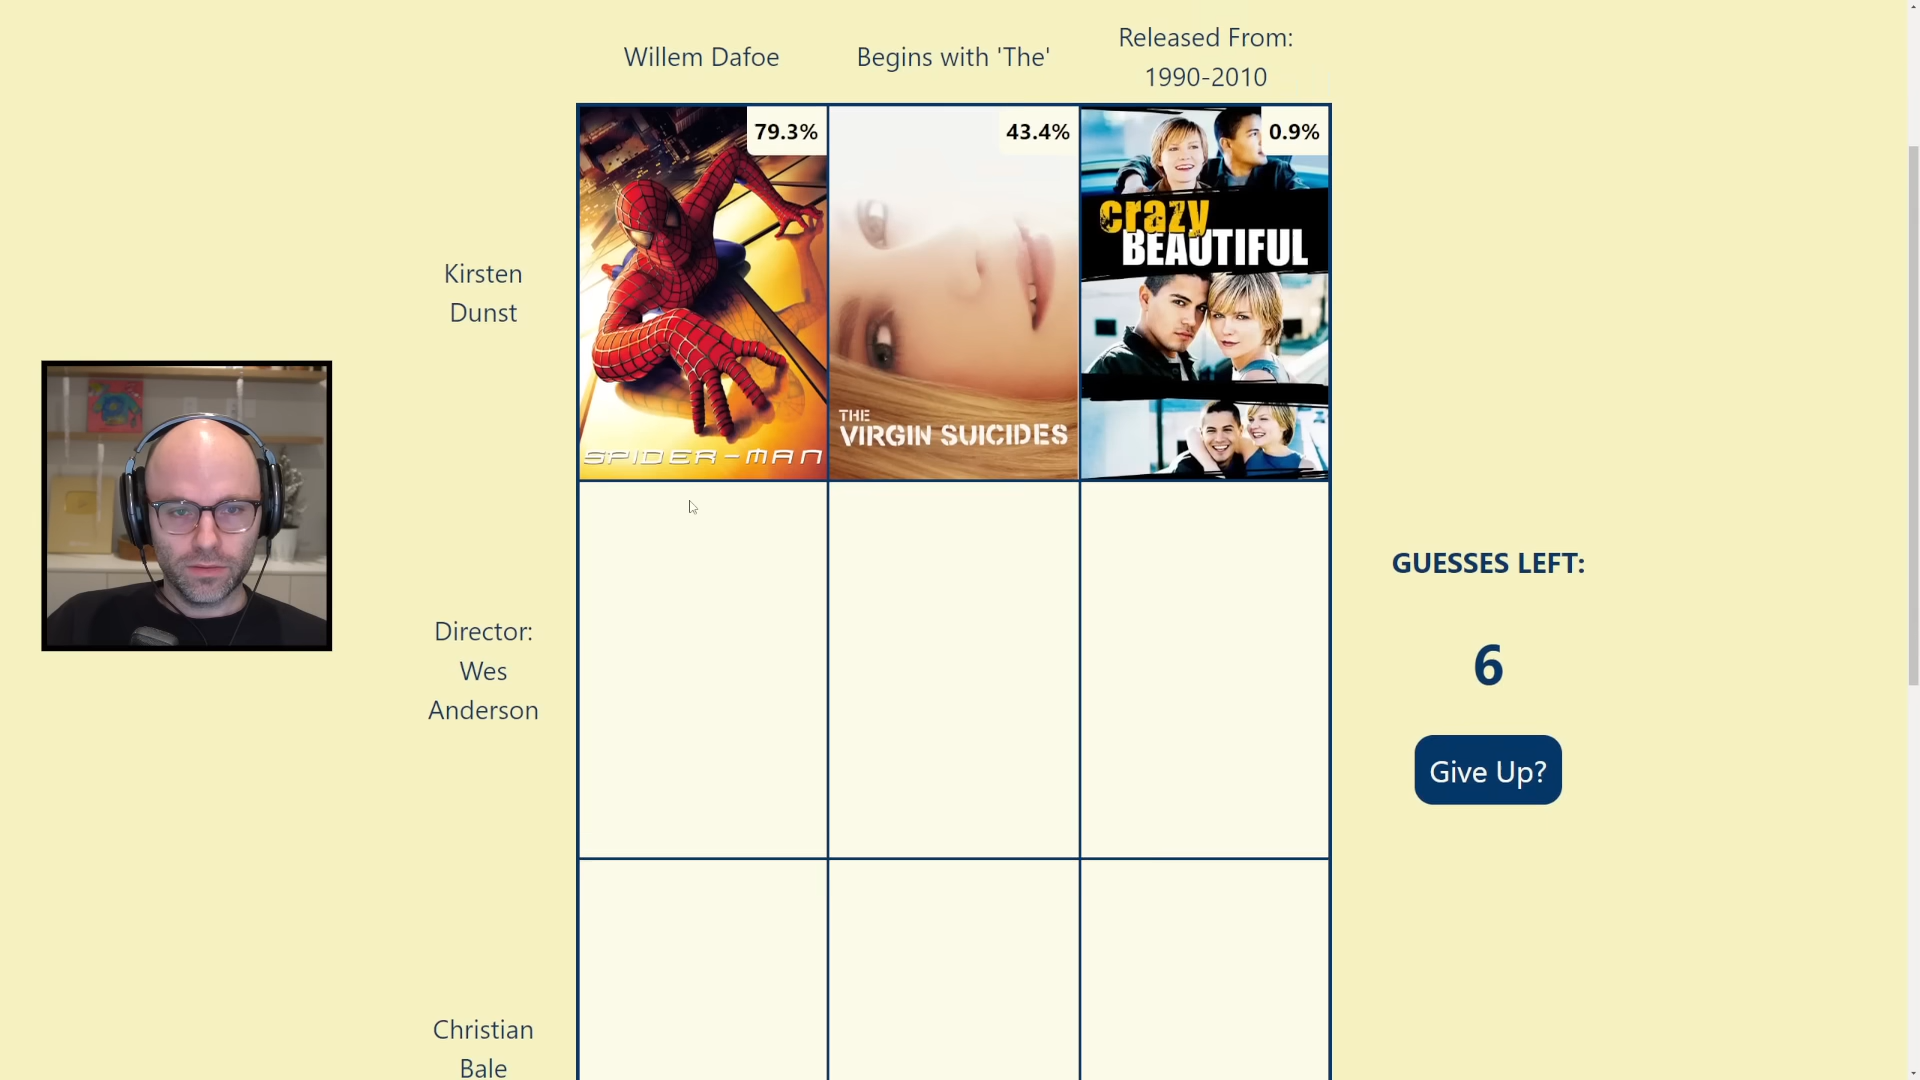 Willem Dafoe
Begins with 'The'
Released From:
1990-2010
79.3%
43.4%
0.9%
Kirsten
Dunst
SPIDER-MAN
THE
VIRGIN SUICIDES
crazy
BEAUTIFUL
Director:
Wes
Anderson
GUESSES LEFT:
6
Give Up?
Christian
Bale